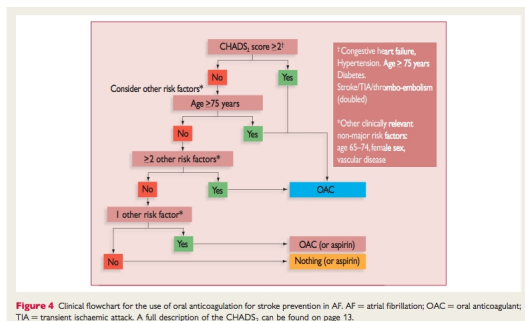 CHADS₂ score ≥2†
No
Yes
Consider other risk factors*
Age ≥75 years
No
Yes
≥2 other risk factors*
No
Yes
OAC
1 other risk factor*
Yes
OAC (or aspirin)
No
Nothing (or aspirin)
†Congestive heart failure,
Hypertension. Age ≥ 75 years
Diabetes.
Stroke/TIA/thrombo-embolism
(doubled)
*Other clinically relevant
non-major risk factors:
age 65–74, female sex,
vascular disease
Figure 4 Clinical flowchart for the use of oral anticoagulation for stroke prevention in AF. AF = atrial fibrillation; OAC = oral anticoagulant;
TIA = transient ischaemic attack. A full description of the CHADS₂ can be found on page 13.